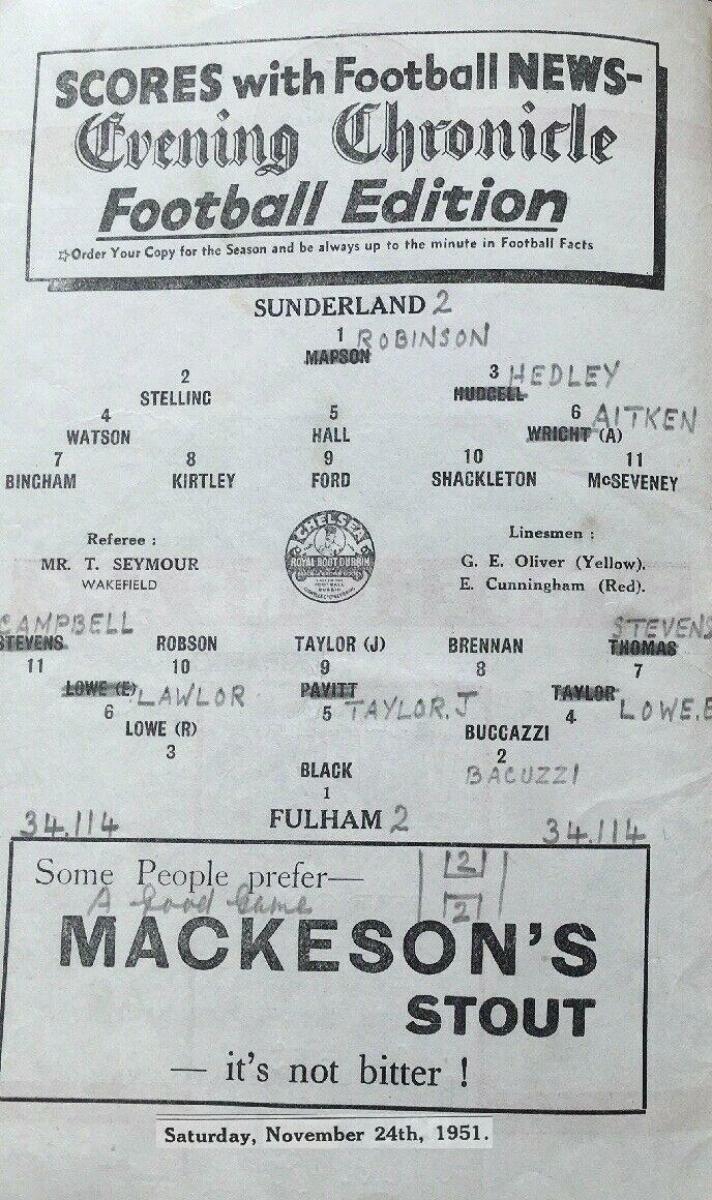 SCORES with Football NEWS-
Evening Chronicle
Football Edition
Order Your Copy for the Season and be always up to the minute in Football Facts
SUNDERLAND 2
1 ROBINSON
MAPSON
2 3 HEDLEY
STELLING HUDGELL
4 5 6 AITKEN
WATSON HALL WRIGHT (A)
7 8 9 10 11
BINGHAM KIRTLEY FORD SHACKLETON McSEVENEY
Referee : Linesmen :
MR. T. SEYMOUR G. E. Oliver (Yellow).
WAKEFIELD E. Cunningham (Red).
CHELSEA
ROYAL BOOT DUBBIN
CAMPBELL STEVENS
STEVENS ROBSON TAYLOR (J) BRENNAN THOMAS
11 10 9 8 7
LOWE (E) LAWLOR PAVITT TAYLOR
6 5 TAYLOR.J 4 LOWE.E
LOWE (R) BUCCAZZI
3 2
BLACK BACUZZI
1
FULHAM 2
34.114 34.114
Some People prefer— 2
A Good Game 2
MACKESON'S
STOUT
— it's not bitter !
Saturday, November 24th, 1951.